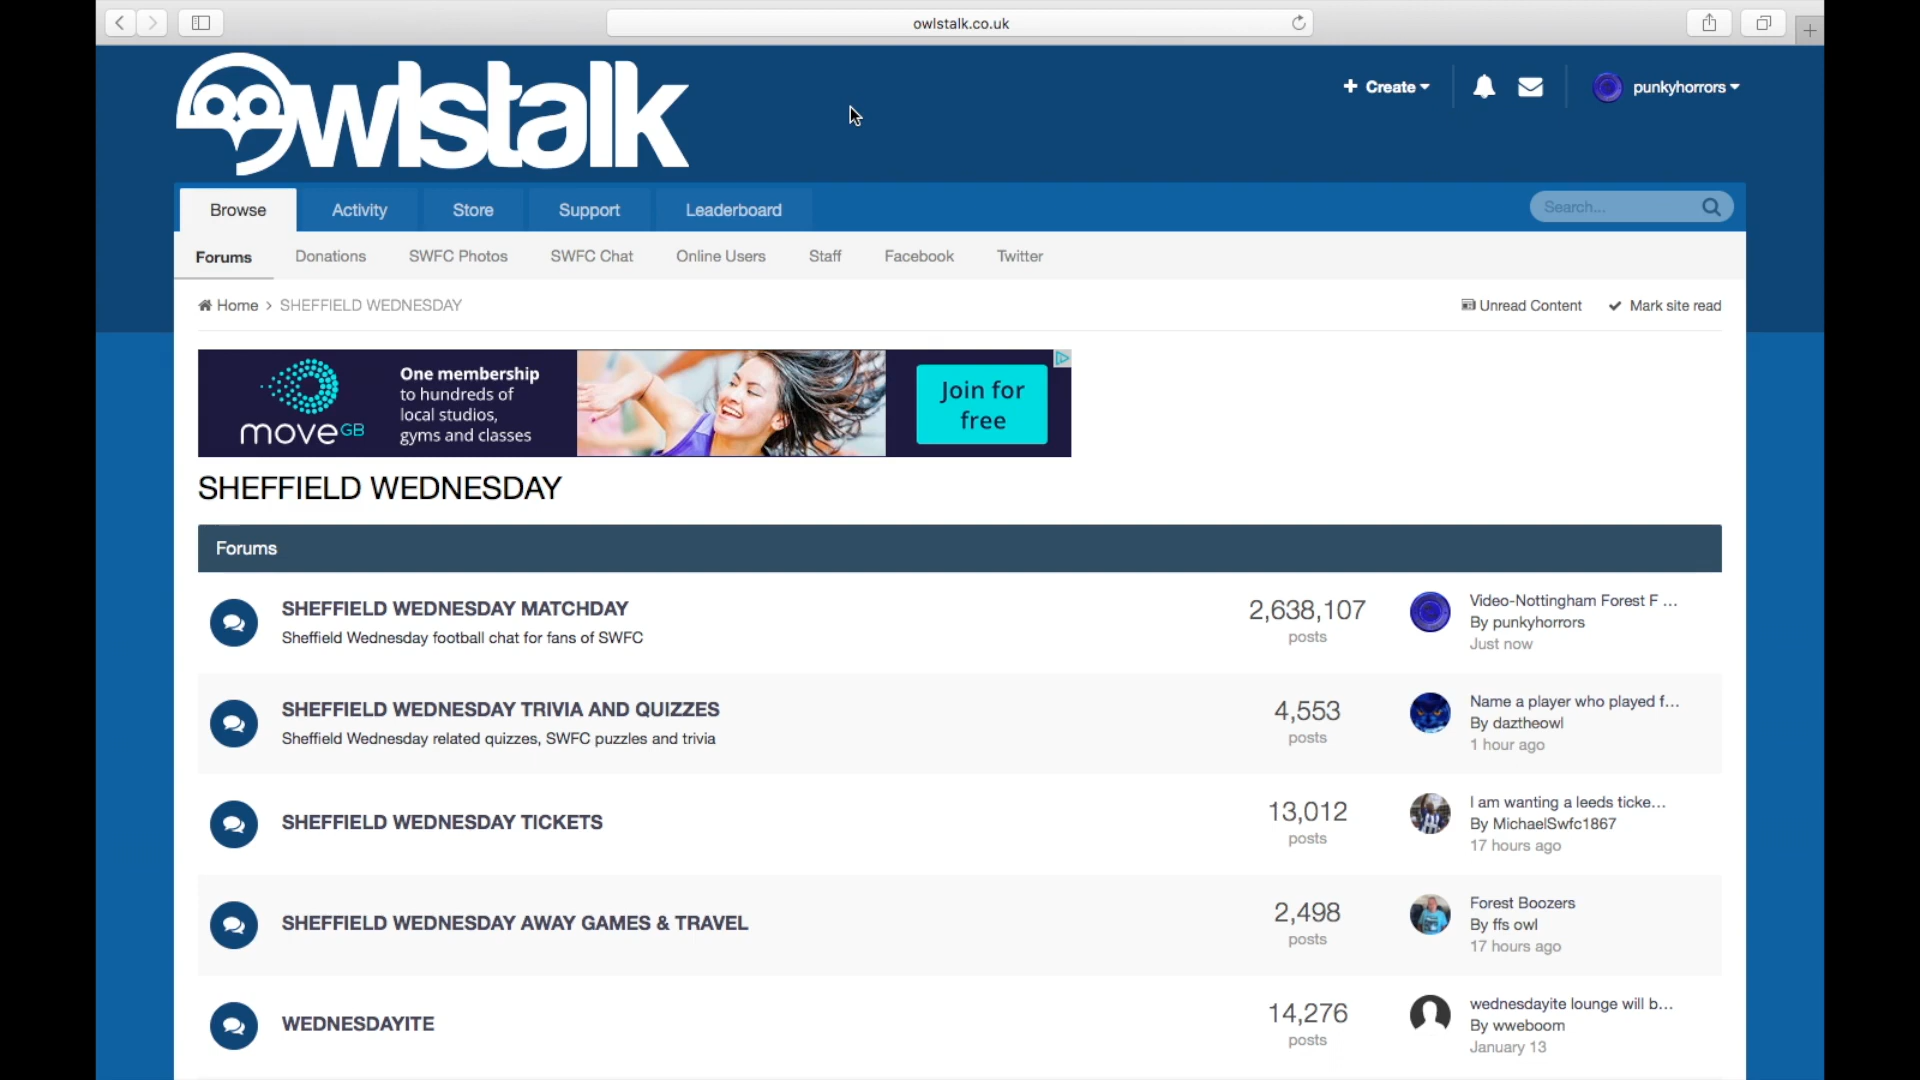 owlstalk.co.uk
Owlstalk
Create
punkyhorrors
Browse
Activity
Store
Support
Leaderboard
Search...
Forums
Donations
SWFC Photos
SWFC Chat
Online Users
Staff
Facebook
Twitter
Home > SHEFFIELD WEDNESDAY
Unread Content
Mark site read
moveGB
One membership
to hundreds of
local studios,
gyms and classes
Join for
free
SHEFFIELD WEDNESDAY
Forums
SHEFFIELD WEDNESDAY MATCHDAY
Sheffield Wednesday football chat for fans of SWFC
2,638,107
posts
Video-Nottingham Forest F ...
By punkyhorrors
Just now
SHEFFIELD WEDNESDAY TRIVIA AND QUIZZES
Sheffield Wednesday related quizzes, SWFC puzzles and trivia
4,553
posts
Name a player who played f...
By daztheowl
1 hour ago
SHEFFIELD WEDNESDAY TICKETS
13,012
posts
I am wanting a leeds ticke...
By MichaelSwfc1867
17 hours ago
SHEFFIELD WEDNESDAY AWAY GAMES & TRAVEL
2,498
posts
Forest Boozers
By ffs owl
17 hours ago
WEDNESDAYITE
14,276
posts
wednesdayite lounge will b...
By wweboom
January 13